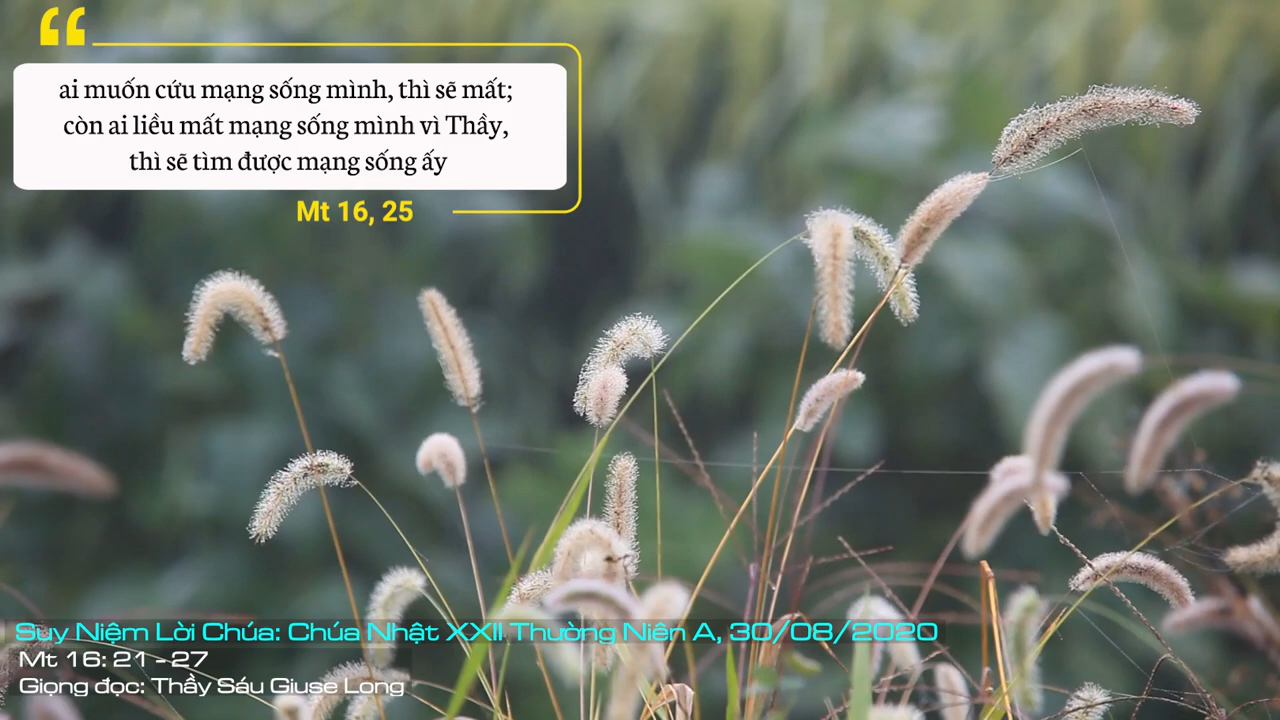 “
ai muốn cứu mạng sống mình, thì sẽ mất;
còn ai liều mất mạng sống mình vì Thầy,
thì sẽ tìm được mạng sống ấy
Mt 16, 25
Suy Niệm Lời Chúa: Chúa Nhật XXII Thường Niên A, 30/08/2020
Mt 16: 21 - 27
Giọng đọc: Thầy Sáu Giuse Long